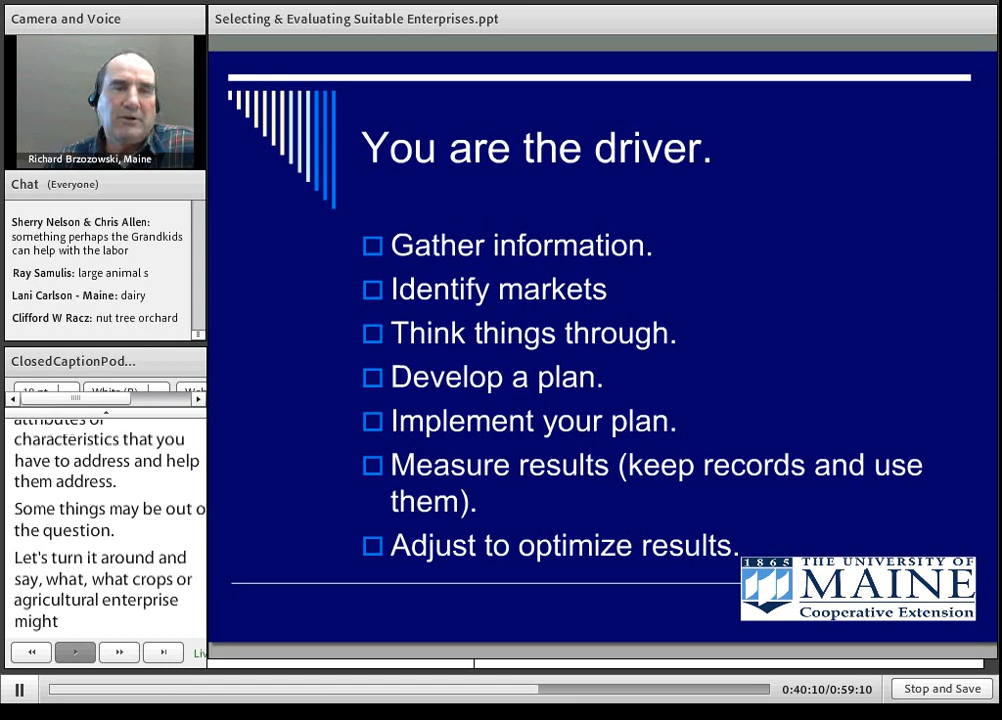 Camera and Voice
Richard Brzozowski, Maine
Chat (Everyone)
Sherry Nelson & Chris Allen:
something perhaps the Grandkids
can help with the labor
Ray Samulis: large animal s
Lani Carlson - Maine: dairy
Clifford W Racz: nut tree orchard
ClosedCaptionPod...
attributes of
characteristics that you
have to address and help
them address.
Some things may be out o
the question.
Let's turn it around and
say, what, what crops or
agricultural enterprise
might
Selecting & Evaluating Suitable Enterprises.ppt
You are the driver.
Gather information.
Identify markets
Think things through.
Develop a plan.
Implement your plan.
Measure results (keep records and use
them).
Adjust to optimize results.
1865 THE UNIVERSITY OF
MAINE
Cooperative Extension
0:40:10/0:59:10
Stop and Save